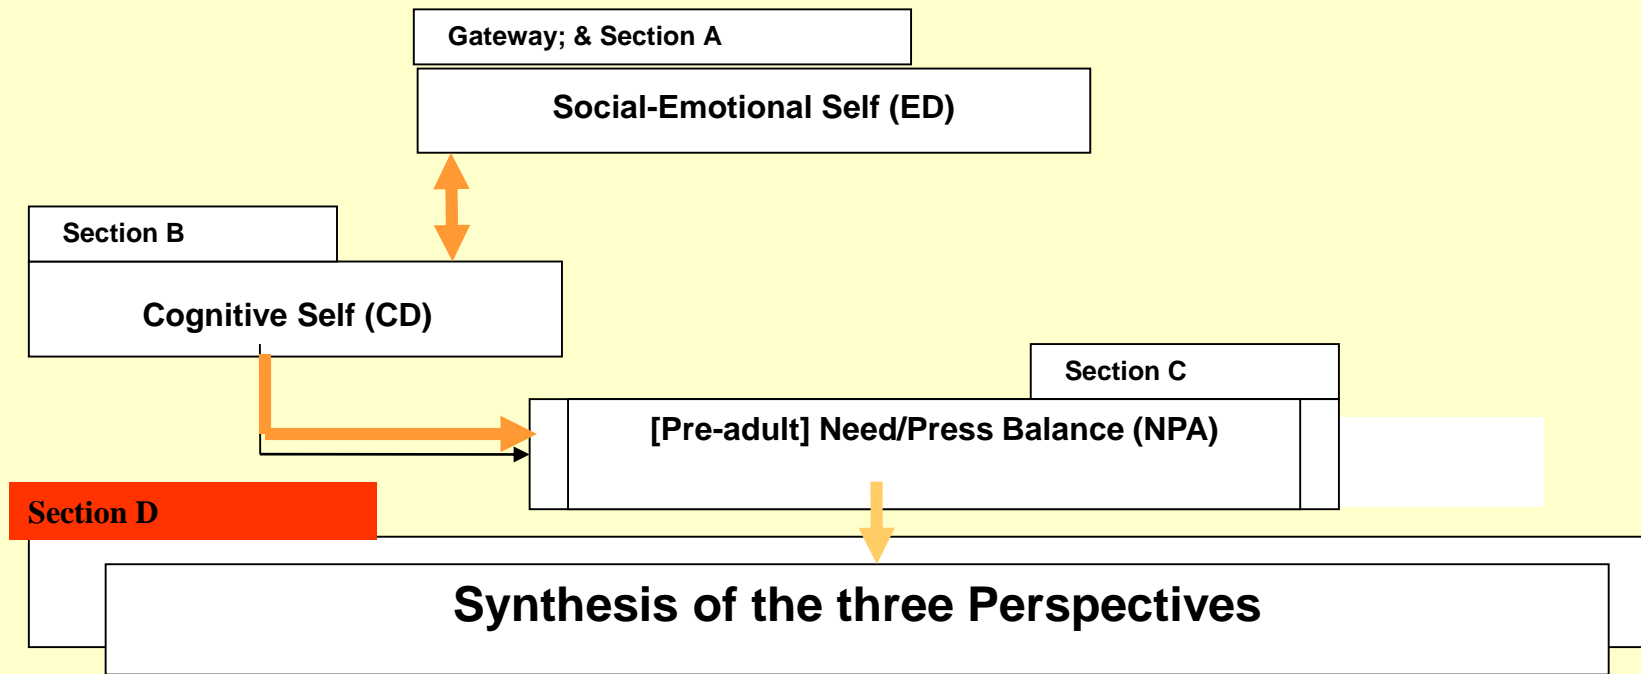 Gateway; & Section A
Social-Emotional Self (ED)
Section B
Cognitive Self (CD)
Section C
[Pre-adult] Need/Press Balance (NPA)
Section D
Synthesis of the three Perspectives